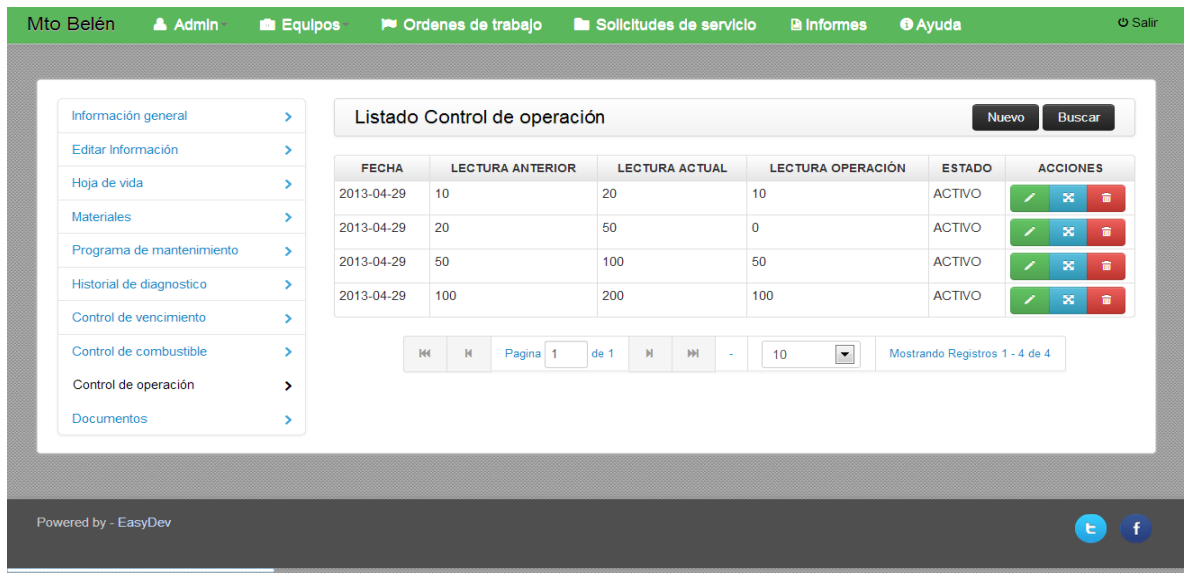 Mto Belén Admin Equipos Ordenes de trabajo Solicitudes de servicio Informes Ayuda Salir
Información general
Editar Información
Hoja de vida
Materiales
Programa de mantenimiento
Historial de diagnostico
Control de vencimiento
Control de combustible
Control de operación
Documentos
Listado Control de operación Nuevo Buscar
FECHA LECTURA ANTERIOR LECTURA ACTUAL LECTURA OPERACIÓN ESTADO ACCIONES
2013-04-29 10 20 10 ACTIVO
2013-04-29 20 50 0 ACTIVO
2013-04-29 50 100 50 ACTIVO
2013-04-29 100 200 100 ACTIVO
Pagina 1 de 1 - 10 Mostrando Registros 1 - 4 de 4
Powered by - EasyDev